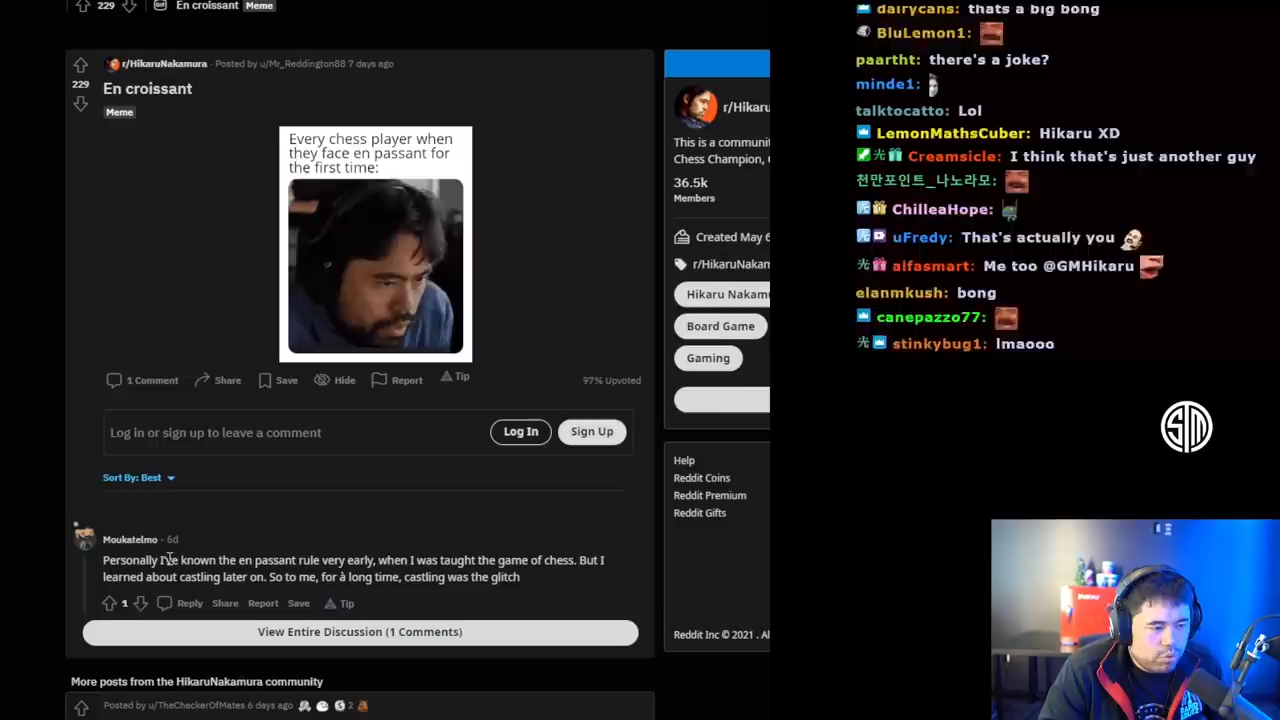 229
En croissant
Meme
r/HikaruNakamura · Posted by u/Mr_Reddington88 7 days ago
229
En croissant
Meme
Every chess player when
they face en passant for
the first time:
1 Comment
Share
Save
Hide
Report
Tip
97% Upvoted
Log in or sign up to leave a comment
Log In
Sign Up
Sort By: Best
Moukatelmo · 6d
Personally I've known the en passant rule very early, when I was taught the game of chess. But I
learned about castling later on. So to me, for à long time, castling was the glitch
1
Reply
Share
Report
Save
Tip
View Entire Discussion (1 Comments)
More posts from the HikaruNakamura community
Posted by u/TheCheckerOfMates 6 days ago
2
r/Hikaru
This is a communit
Chess Champion,
36.5k
Members
Created May 6
r/HikaruNakam
Hikaru Nakam
Board Game
Gaming
Help
Reddit Coins
Reddit Premium
Reddit Gifts
Reddit Inc © 2021 . Al
dairycans: thats a big bong
BluLemon1:
paartht: there's a joke?
minde1:
talktocatto: Lol
LemonMathsCuber: Hikaru XD
Creamsicle: I think that's just another guy
천만포인트_나노라모:
ChilleaHope:
uFredy: That's actually you
alfasmart: Me too @GMHikaru
elanmkush: bong
canepazzo77:
stinkybug1: lmaooo
TSM